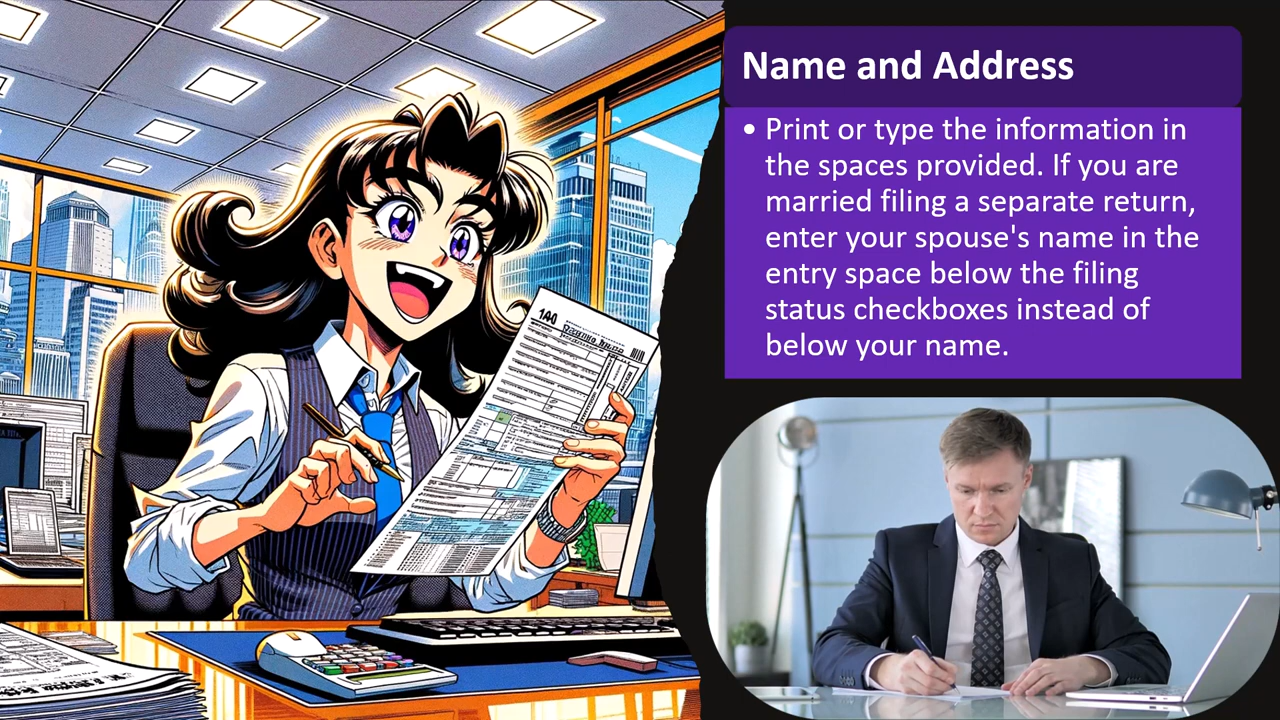 Name and Address
• Print or type the information in
the spaces provided. If you are
married filing a separate return,
enter your spouse's name in the
entry space below the filing
status checkboxes instead of
below your name.